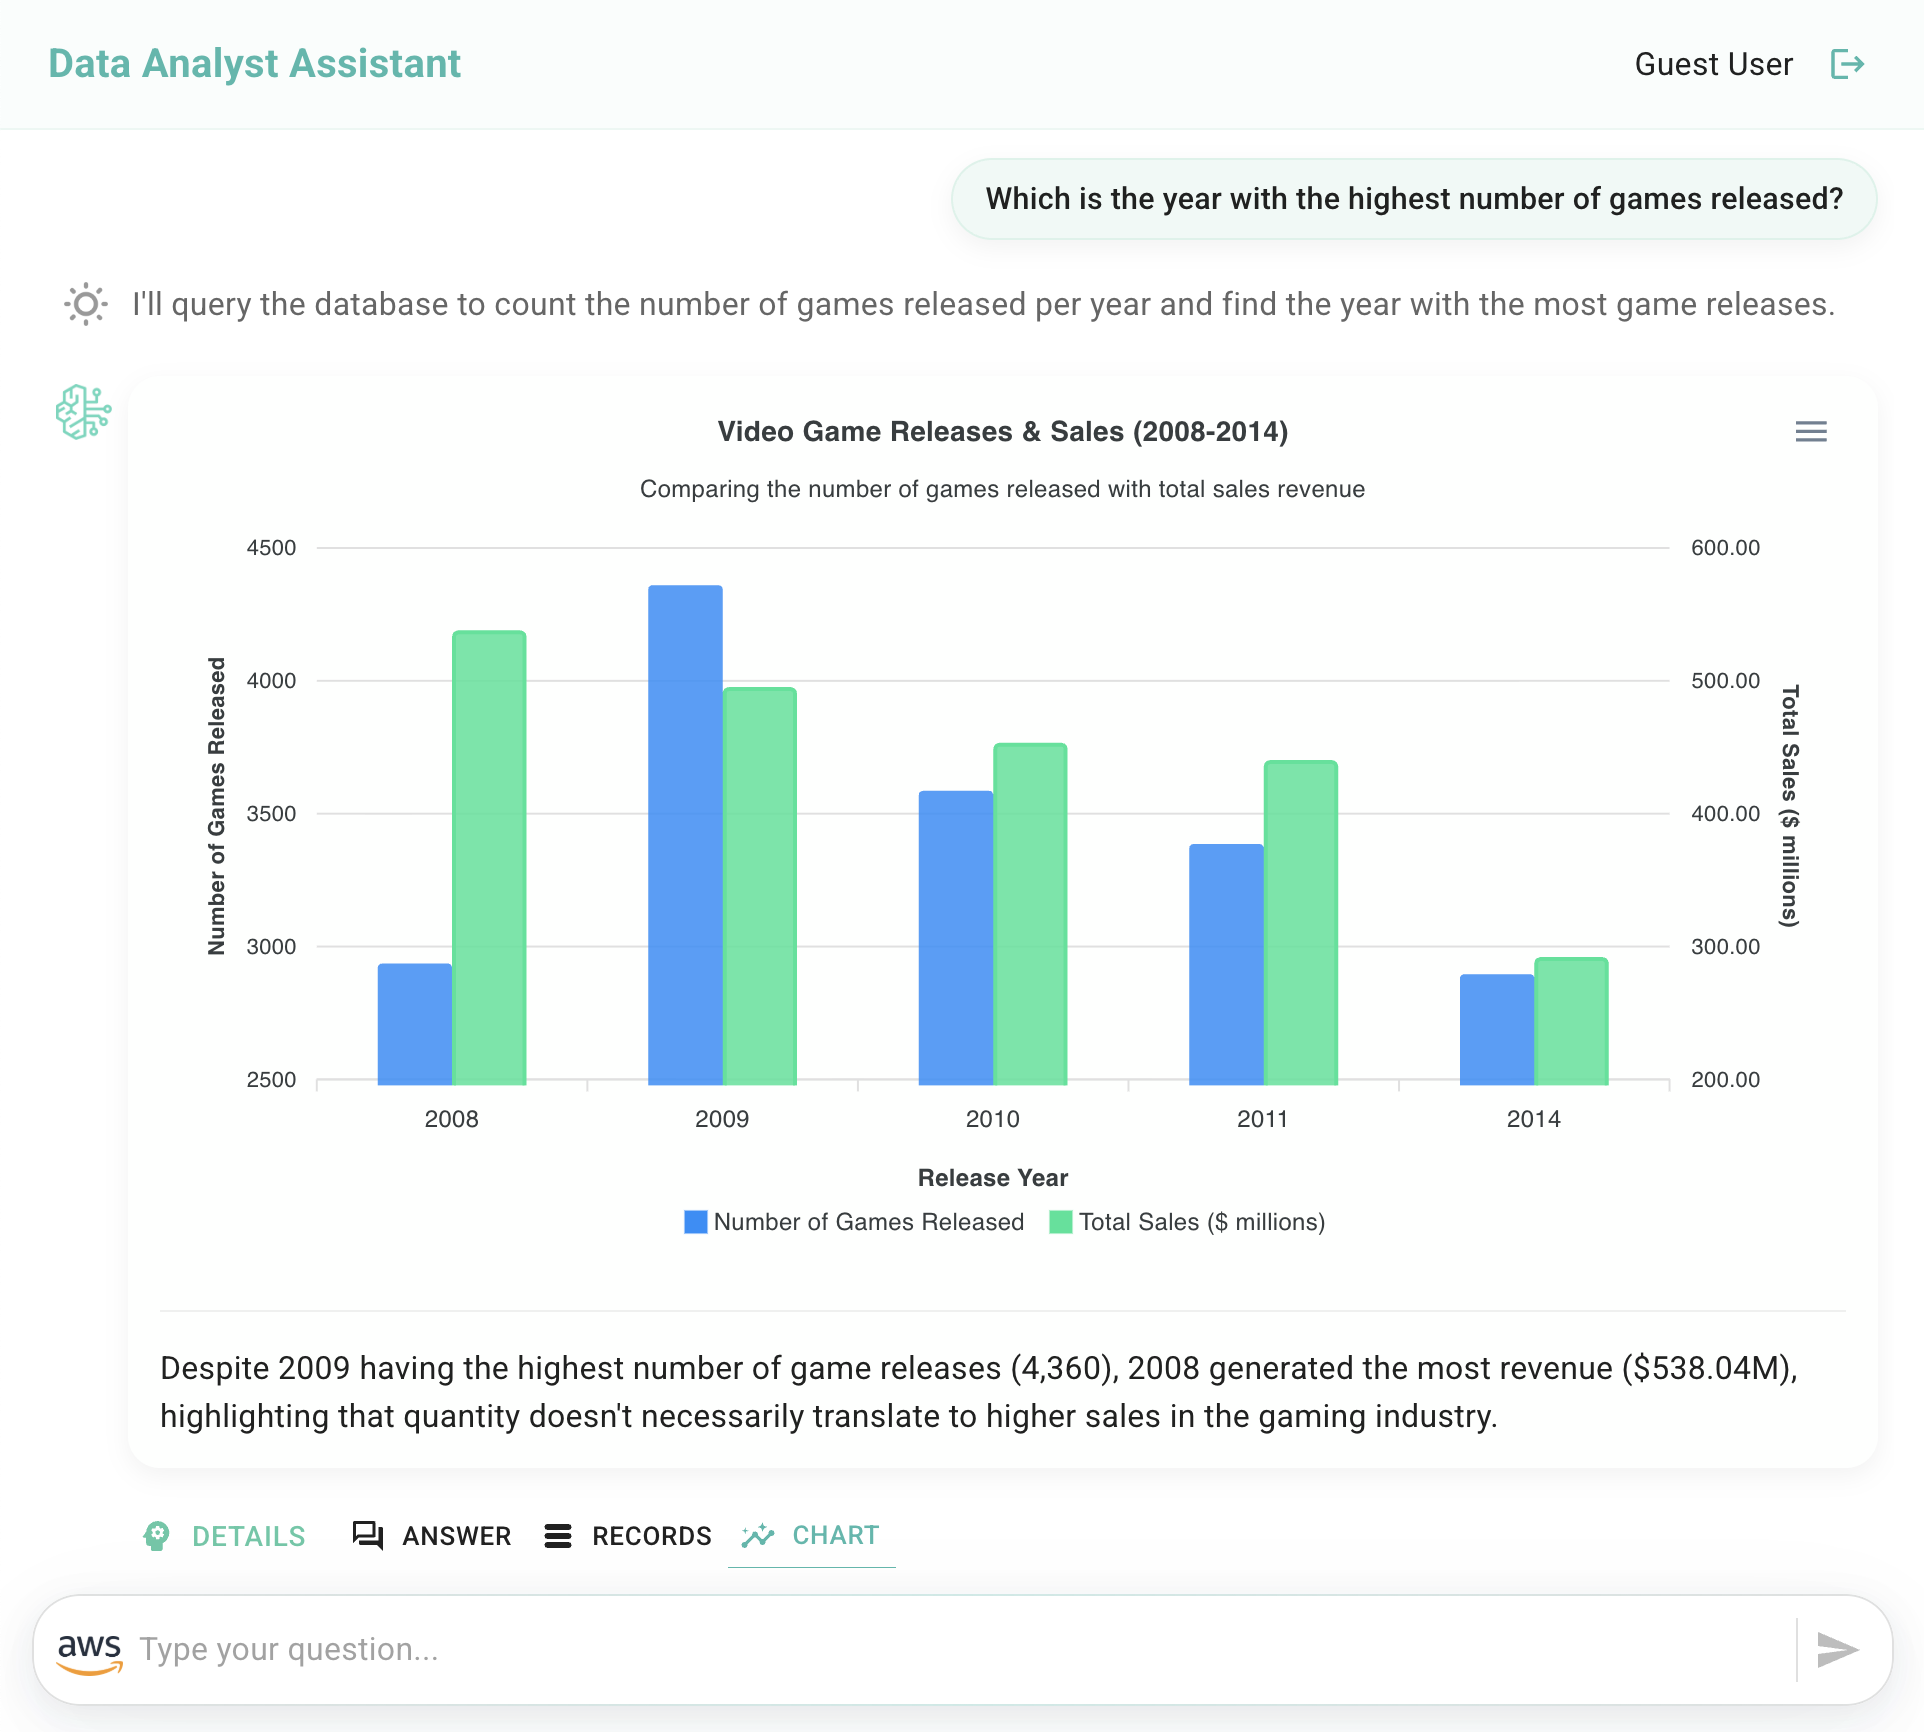 Data Analyst Assistant
Guest User
Which is the year with the highest number of games released?
I'll query the database to count the number of games released per year and find the year with the most game releases.
Video Game Releases & Sales (2008-2014)
Comparing the number of games released with total sales revenue
4500
4000
3500
3000
2500
Number of Games Released
600.00
500.00
400.00
300.00
200.00
Total Sales ($ millions)
2008 2009 2010 2011 2014
Release Year
Number of Games Released Total Sales ($ millions)
Despite 2009 having the highest number of game releases (4,360), 2008 generated the most revenue ($538.04M),
highlighting that quantity doesn't necessarily translate to higher sales in the gaming industry.
DETAILS ANSWER RECORDS CHART
aws Type your question...